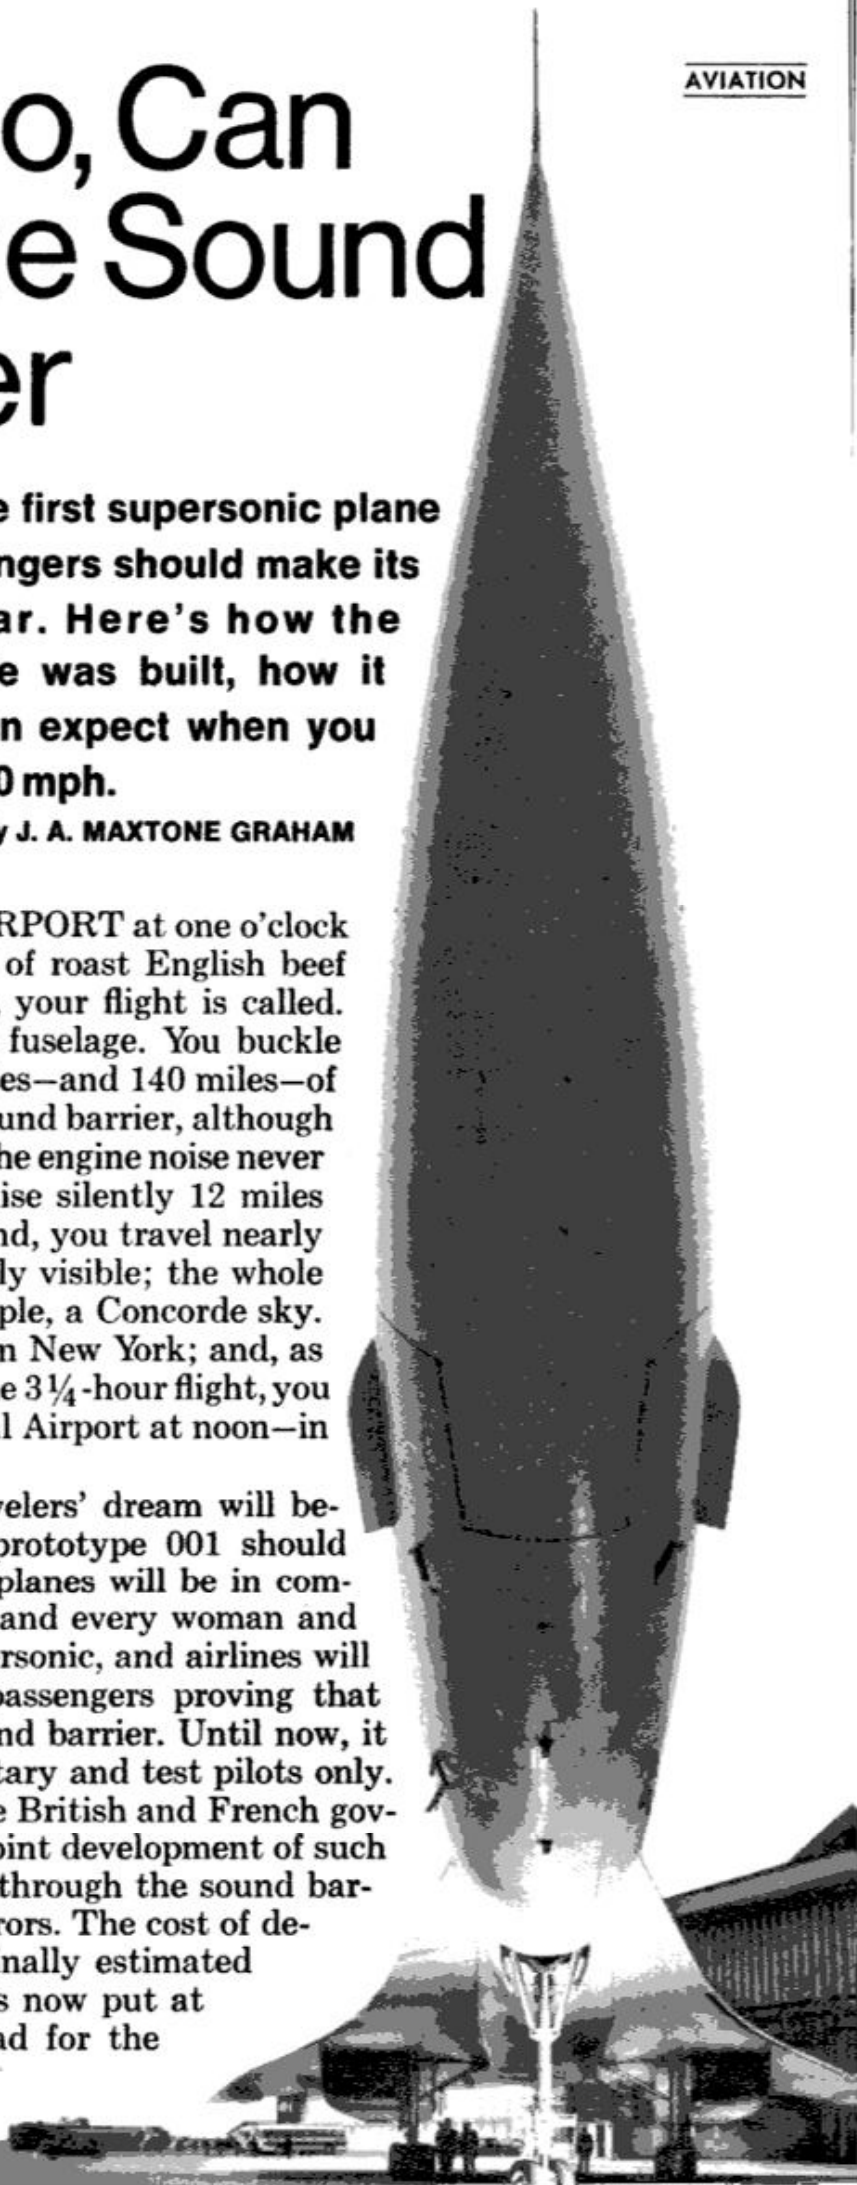 AVIATION
o, Can
e Sound
er
e first supersonic plane
ngers should make its
ar. Here's how the
e was built, how it
n expect when you
0 mph.
y J. A. MAXTONE GRAHAM
RPORT at one o'clock
of roast English beef
, your flight is called.
fuselage. You buckle
es—and 140 miles—of
und barrier, although
he engine noise never
ise silently 12 miles
nd, you travel nearly
ly visible; the whole
ple, a Concorde sky.
n New York; and, as
e 3¼-hour flight, you
l Airport at noon—in
velers' dream will be-
prototype 001 should
planes will be in com-
and every woman and
rsonic, and airlines will
passengers proving that
nd barrier. Until now, it
tary and test pilots only.
e British and French gov-
oint development of such
through the sound bar-
rors. The cost of de-
nally estimated
s now put at
ad for the